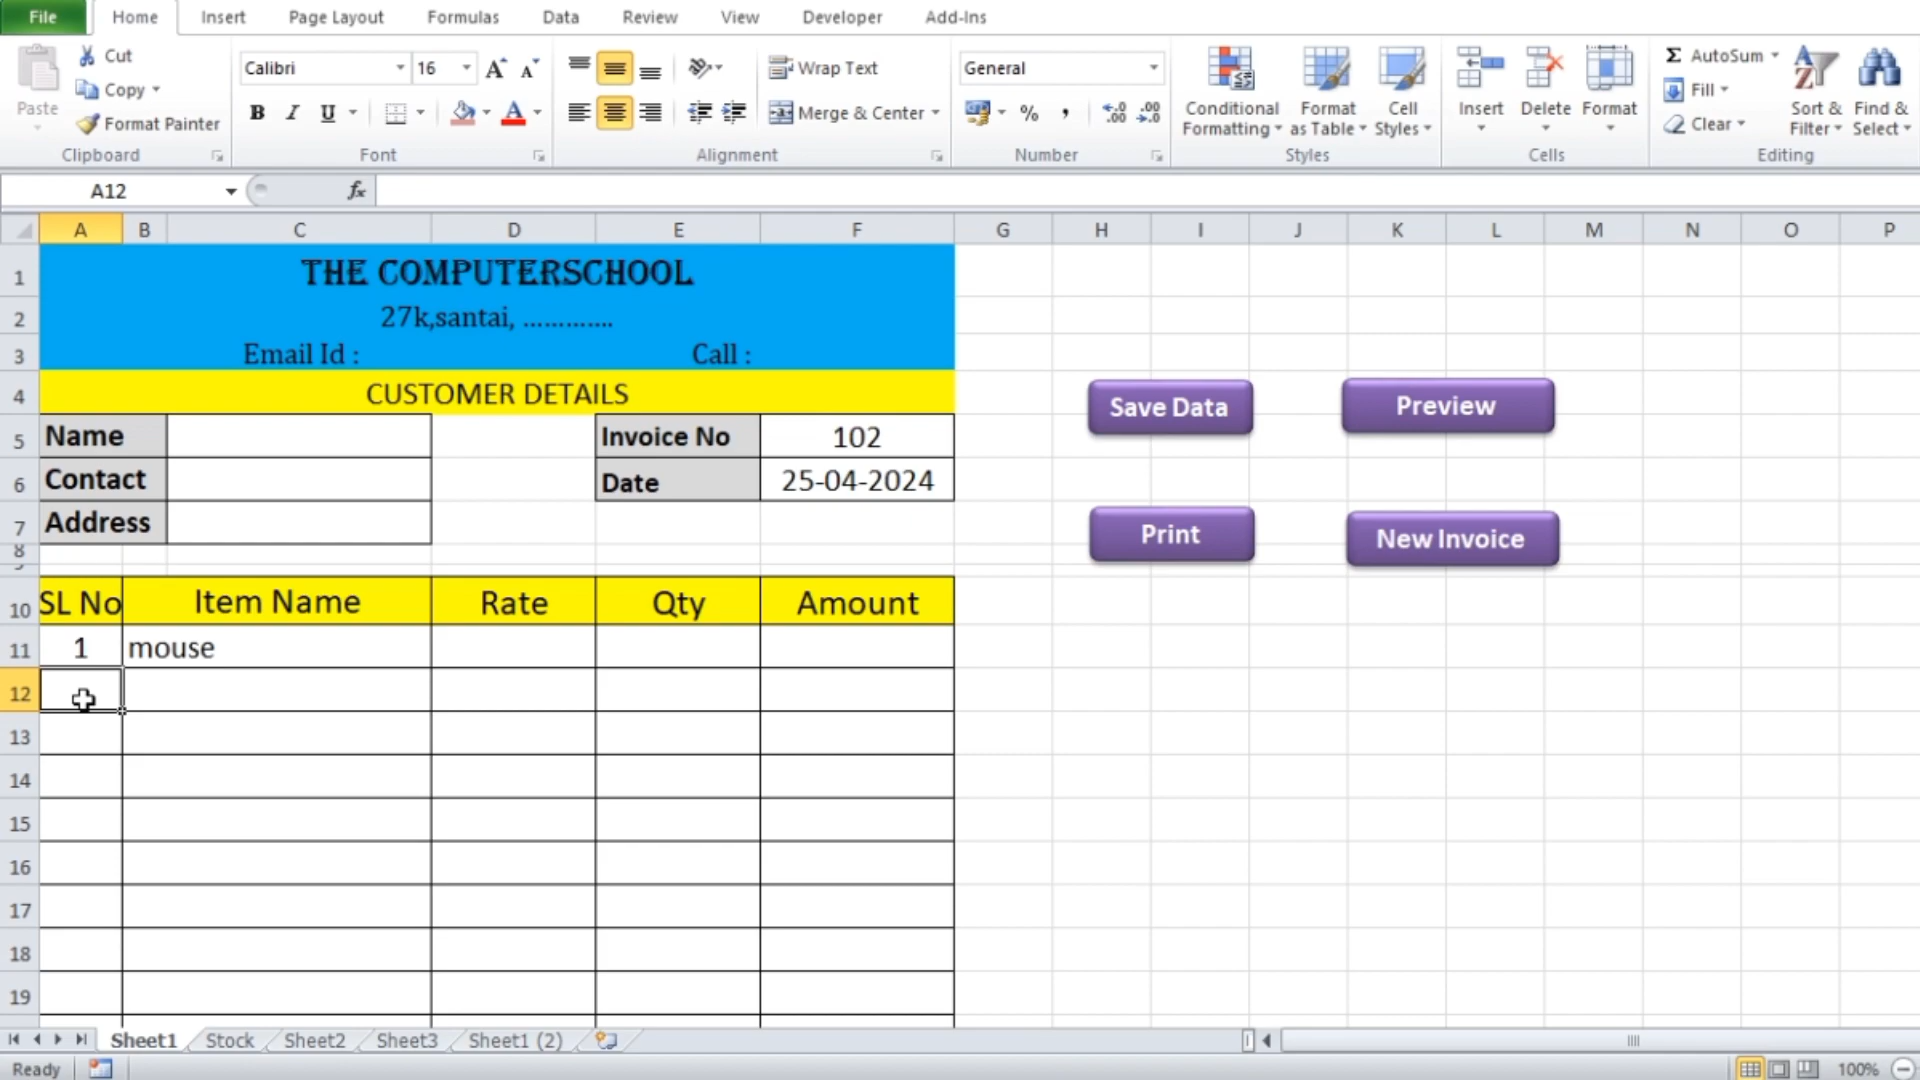 File Home Insert Page Layout Formulas Data Review View Developer Add-Ins
Paste
Cut
Copy
Format Painter
Clipboard
Calibri 16
B I U
Font
Wrap Text
Merge & Center
Alignment
General
%
Number
Conditional Formatting
Format as Table
Cell Styles
Styles
Insert Delete Format
Cells
Σ AutoSum
Fill
Clear
Sort & Filter
Find & Select
Editing
A12 fx
A B C D E F G H I J K L M N O P
1 THE COMPUTERSCHOOL
2 27k,santai, .............
3 Email Id : Call :
4 CUSTOMER DETAILS
5 Name Invoice No 102
6 Contact Date 25-04-2024
7 Address
8
Save Data Preview
Print New Invoice
10 SL No Item Name Rate Qty Amount
11 1 mouse
12
13
14
15
16
17
18
19
Sheet1 Stock Sheet2 Sheet3 Sheet1 (2)
Ready 100%